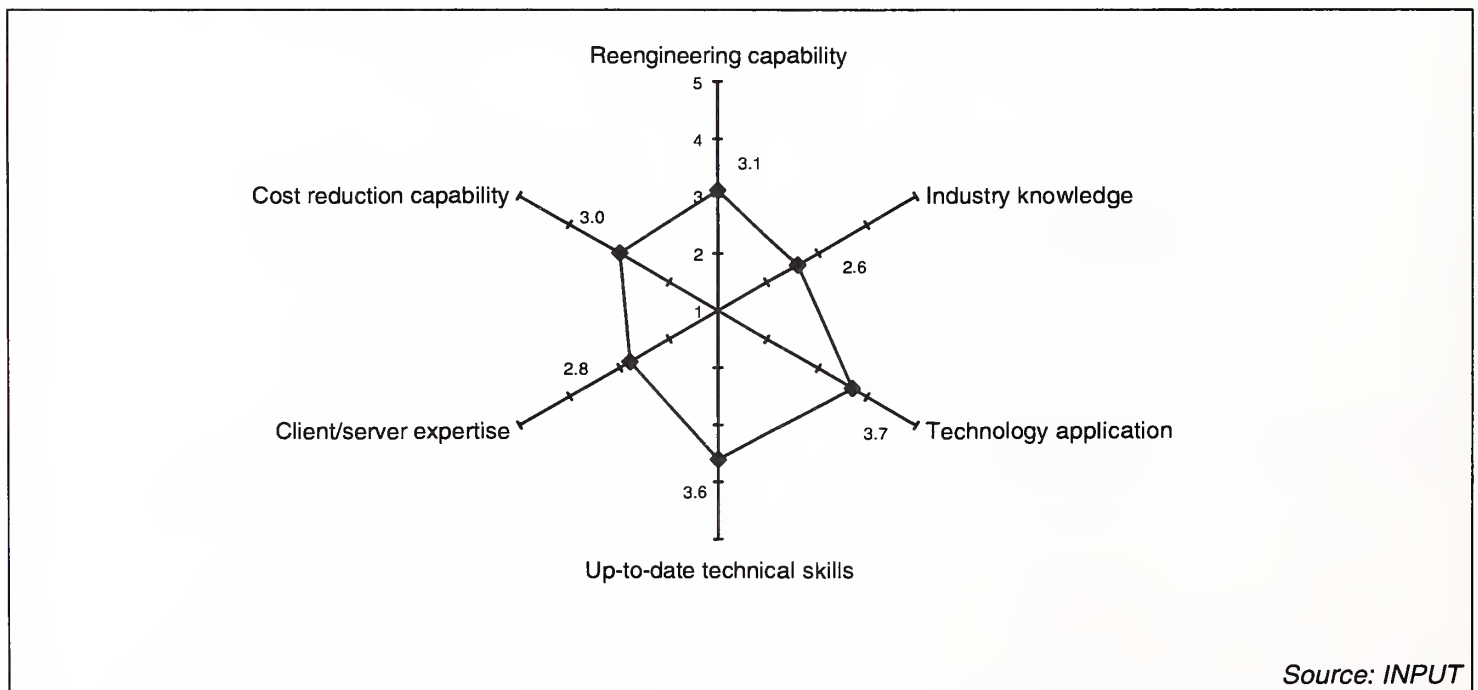 Reengineering capability
5
4
3.1
3
Cost reduction capability
3.0
Industry knowledge
2
2.6
1
2.8
Client/server expertise
3.7
Technology application
3.6
Up-to-date technical skills
Source: INPUT